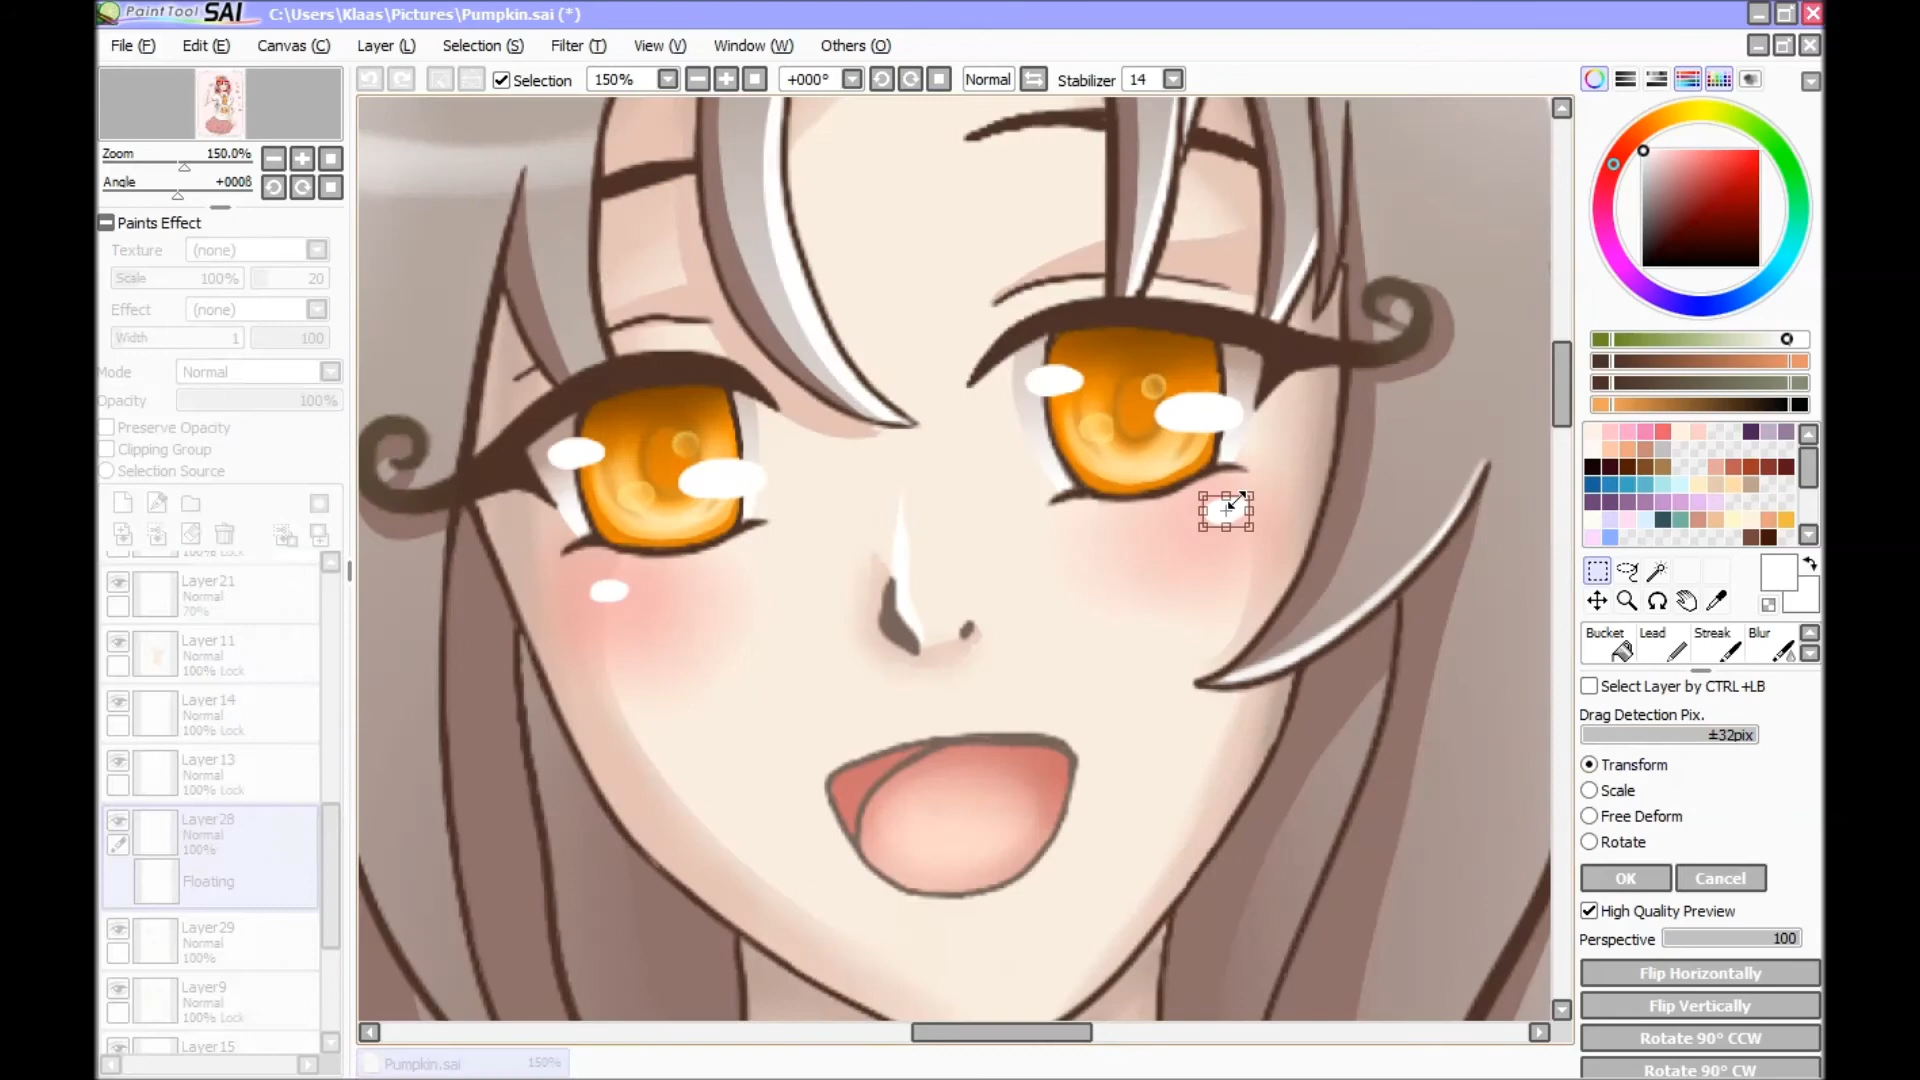 PaintTool SAI C:\Users\Klaas\Pictures\Pumpkin.sai (*)
File (F) Edit (E) Canvas (C) Layer (L) Selection (S) Filter (T) View (V) Window (W) Others (O)
Selection 150% +000° Normal Stabilizer 14
Zoom 150.0%
Angle +000ß
Paints Effect
Texture (none)
Scale 100% 20
Effect (none)
Width 1 100
Mode Normal
Opacity 100%
Preserve Opacity
Clipping Group
Selection Source
100% Lock
Layer21
Normal
70%
Layer11
Normal
100% Lock
Layer14
Normal
100% Lock
Layer13
Normal
100% Lock
Layer28
Normal
100%
Floating
Layer29
Normal
100%
Layer9
Normal
100% Lock
Layer15
Pumpkin.sai 150%
Bucket Lead Streak Blur
Select Layer by CTRL+LB
Drag Detection Pix.
±32pix
Transform
Scale
Free Deform
Rotate
OK Cancel
High Quality Preview
Perspective 100
Flip Horizontally
Flip Vertically
Rotate 90° CCW
Rotate 90° CW